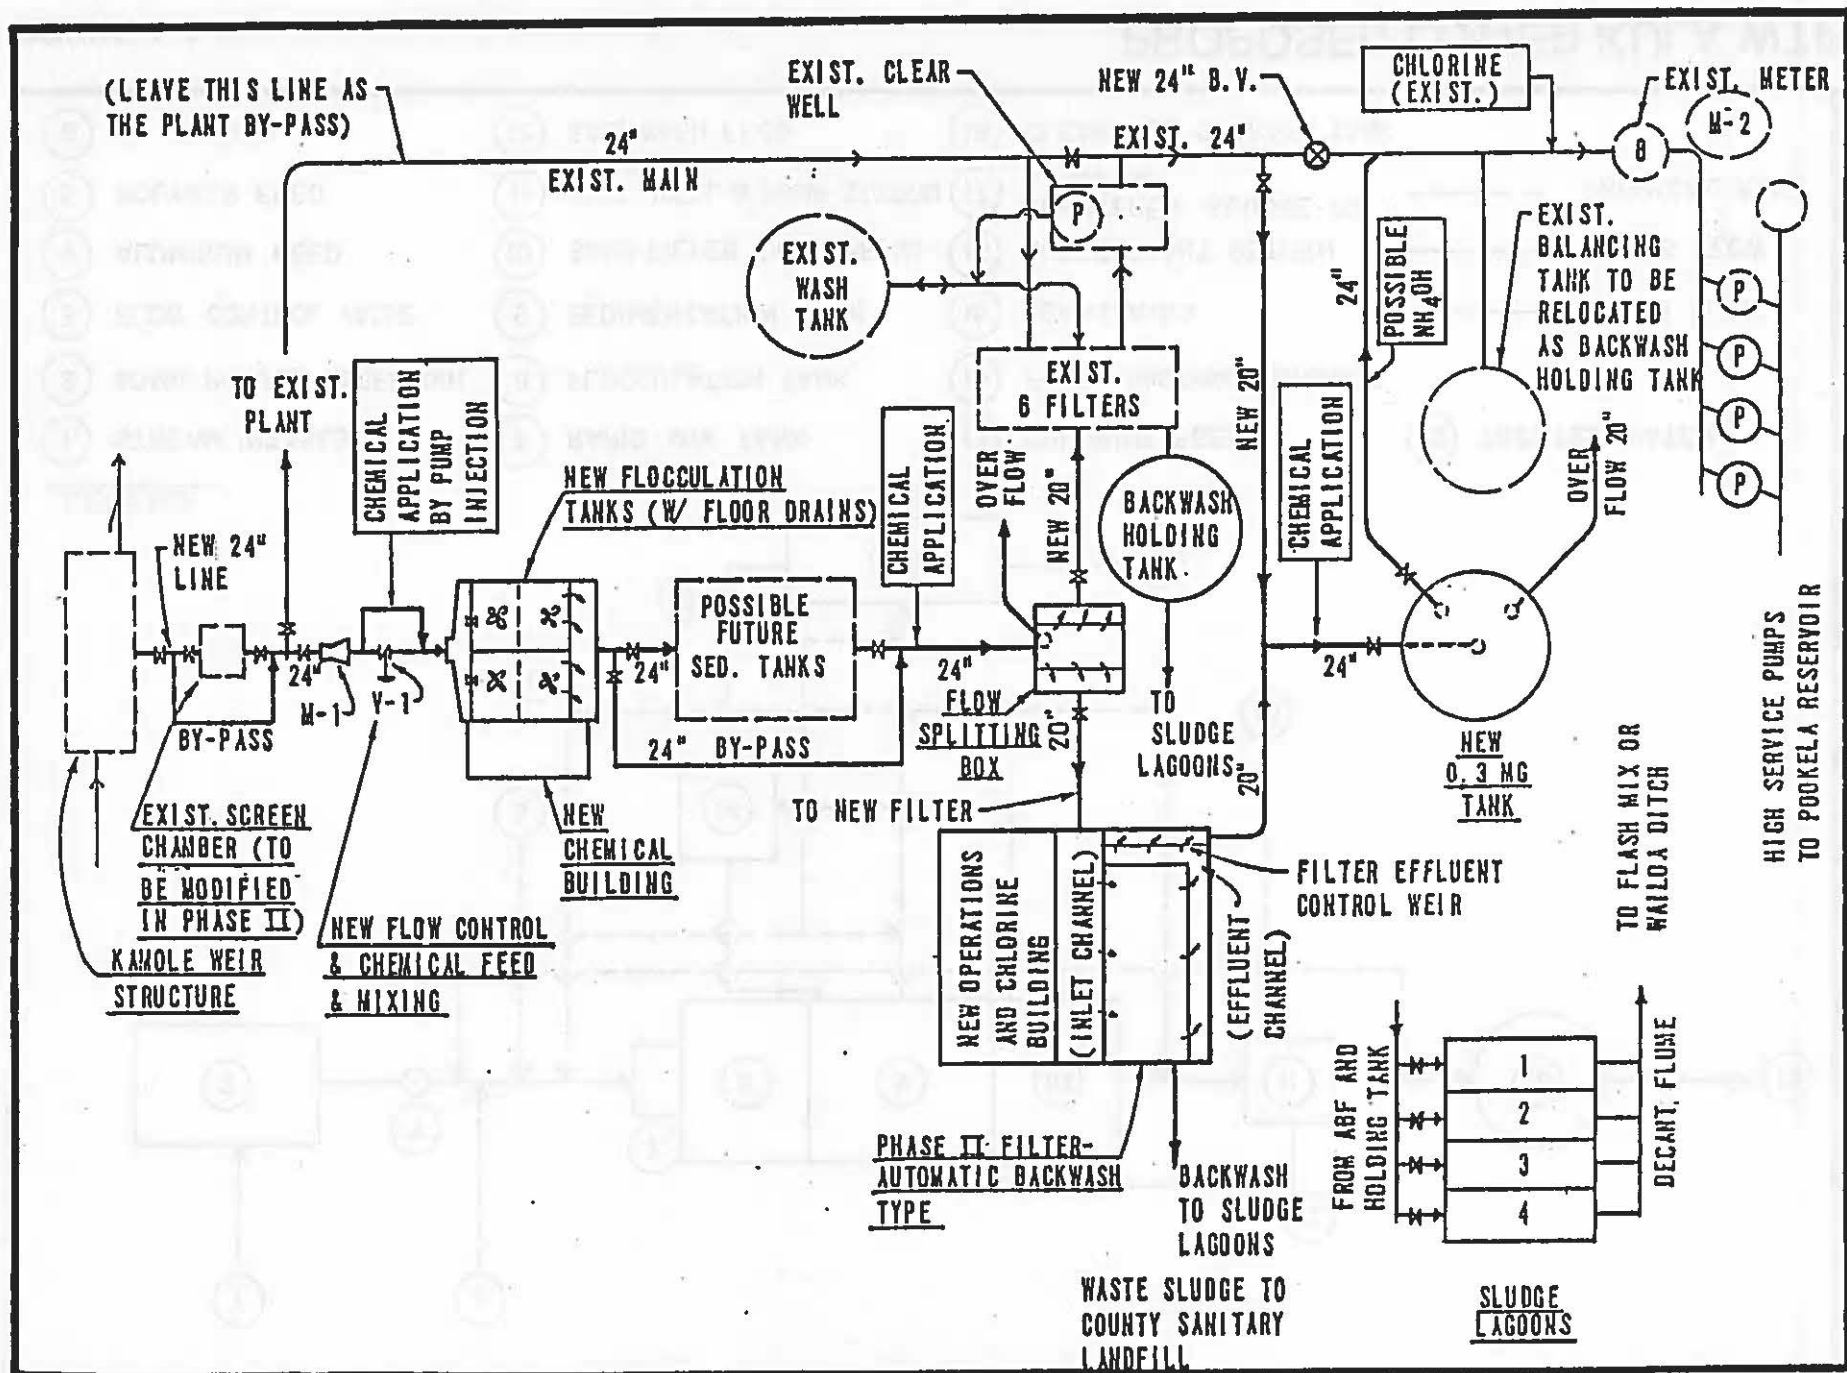 (LEAVE THIS LINE AS
THE PLANT BY-PASS)
24"
EXIST. MAIN
EXIST. CLEAR
WELL
NEW 24" B.V.
EXIST. 24"
CHLORINE
(EXIST.)
EXIST. METER
M-2
8
P
EXIST.
WASH
TANK
24"
POSSIBLE
NH4OH
EXIST.
BALANCING
TANK TO BE
RELOCATED
AS BACKWASH
HOLDING TANK
P
P
P
P
TO EXIST.
PLANT
CHEMICAL
APPLICATION
BY PUMP
INJECTION
EXIST.
6 FILTERS
NEW 20"
CHEMICAL
APPLICATION
OVER
FLOW 20"
NEW FLOCCULATION
TANKS (W/ FLOOR DRAINS)
CHEMICAL
APPLICATION
OVER
FLOW
NEW 20"
BACKWASH
HOLDING
TANK
NEW 24"
LINE
24"
M-1
V-1
BY-PASS
POSSIBLE
FUTURE
SED. TANKS
24"
24"
24" BY-PASS
FLOW
SPLITTING
BOX
20"
TO
SLUDGE
LAGOONS
20"
24"
NEW
0.3 MG
TANK
HIGH SERVICE PUMPS
TO POOKELA RESERVOIR
TO FLASH MIX OR
WAILOA DITCH
EXIST. SCREEN
CHAMBER (TO
BE MODIFIED
IN PHASE II)
KAMOLE WEIR
STRUCTURE
NEW FLOW CONTROL
& CHEMICAL FEED
& MIXING
NEW
CHEMICAL
BUILDING
TO NEW FILTER
NEW OPERATIONS
AND CHLORINE
BUILDING
(INLET CHANNEL)
(EFFLUENT
CHANNEL)
FILTER EFFLUENT
CONTROL WEIR
PHASE II FILTER-
AUTOMATIC BACKWASH
TYPE
BACKWASH
TO SLUDGE
LAGOONS
WASTE SLUDGE TO
COUNTY SANITARY
LANDFILL
FROM ABF AND
HOLDING TANK
1
2
3
4
DECANT. FLUME
SLUDGE
LAGOONS